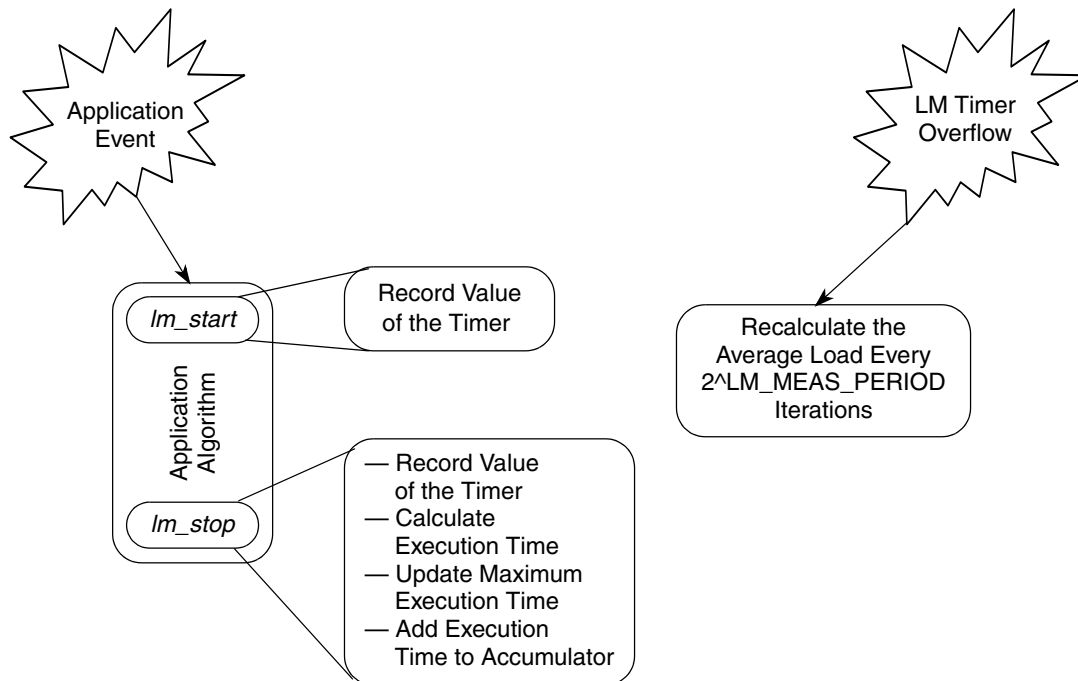 Application
Event
LM Timer
Overflow
lm_start
Record Value
of the Timer
Recalculate the
Average Load Every
2^LM_MEAS_PERIOD
Iterations
Application
Algorithm
lm_stop
— Record Value
of the Timer
— Calculate
Execution Time
— Update Maximum
Execution Time
— Add Execution
Time to Accumulator